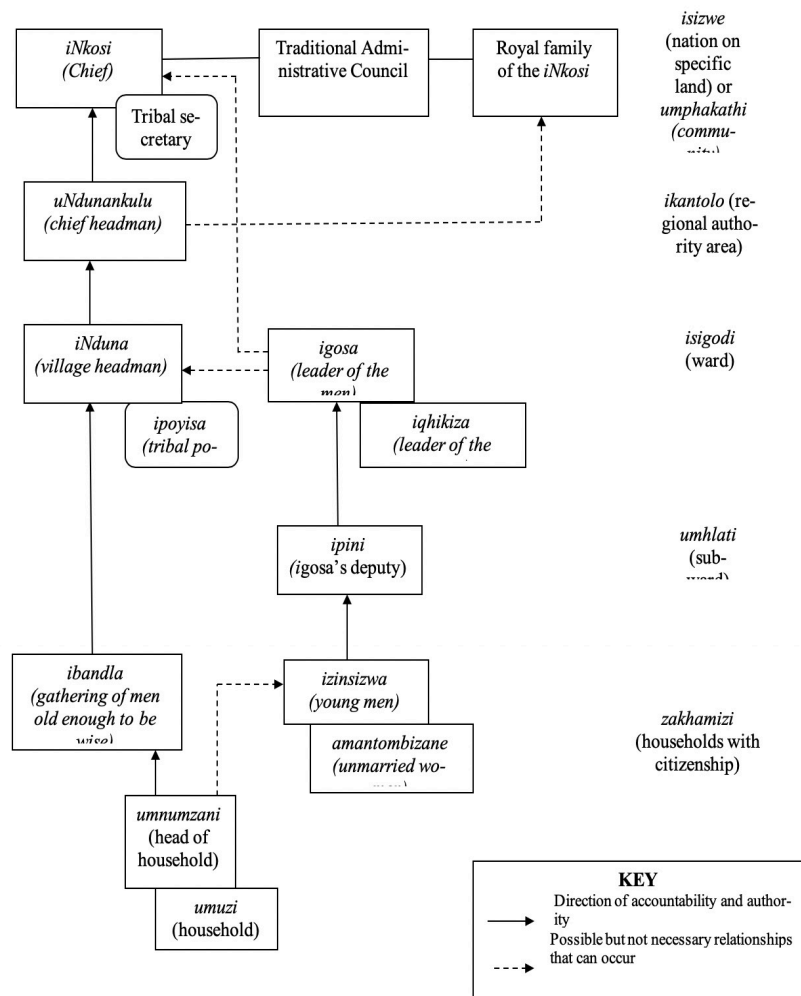 iNkosi
(Chief)
Traditional Admi-
nistrative Council
Royal family
of the iNkosi
isizwe
(nation on
specific
land) or
umphakathi
(commu-
Tribal se-
cretary
uNdunankulu
(chief headman)
ikantolo (re-
gional autho-
rity area)
iNduna
(village headman)
igosa
(leader of the
men)
isigodi
(ward)
ipoyisa
(tribal po-
iqhikiza
(leader of the
ipini
(igosa's deputy)
umhlati
(sub-
ward)
ibandla
(gathering of men
old enough to be
wise)
izinsizwa
(young men)
amantombizane
(unmarried wo-
zakhamizi
(households with
citizenship)
umnumzani
(head of
household)
umuzi
(household)
KEY
Direction of accountability and author-
ity
Possible but not necessary relationships
that can occur